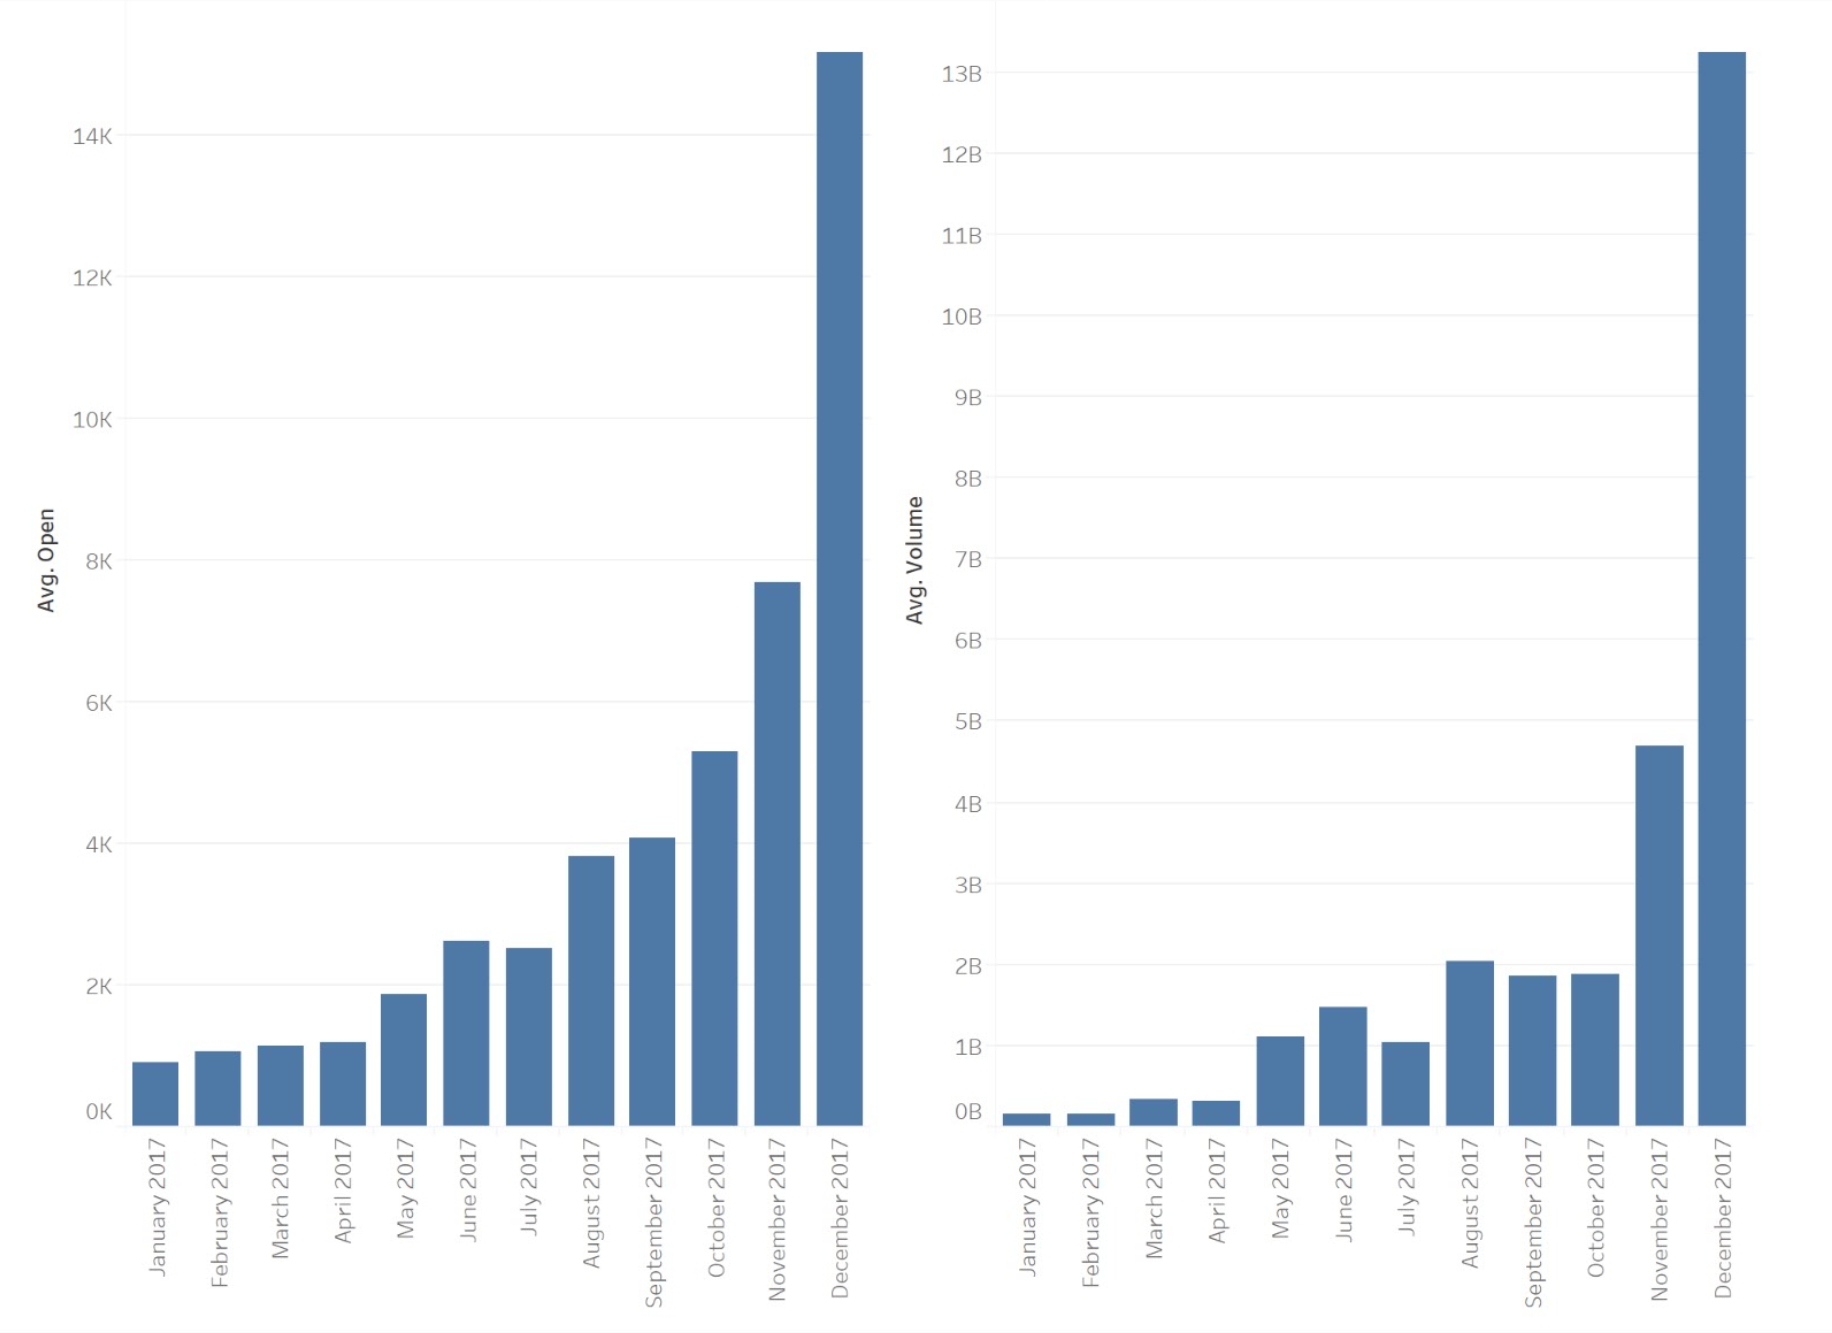 Avg. Open
14K
12K
10K
8K
6K
4K
2K
0K
January 2017
February 2017
March 2017
April 2017
May 2017
June 2017
July 2017
August 2017
September 2017
October 2017
November 2017
December 2017
Avg. Volume
13B
12B
11B
10B
9B
8B
7B
6B
5B
4B
3B
2B
1B
0B
January 2017
February 2017
March 2017
April 2017
May 2017
June 2017
July 2017
August 2017
September 2017
October 2017
November 2017
December 2017